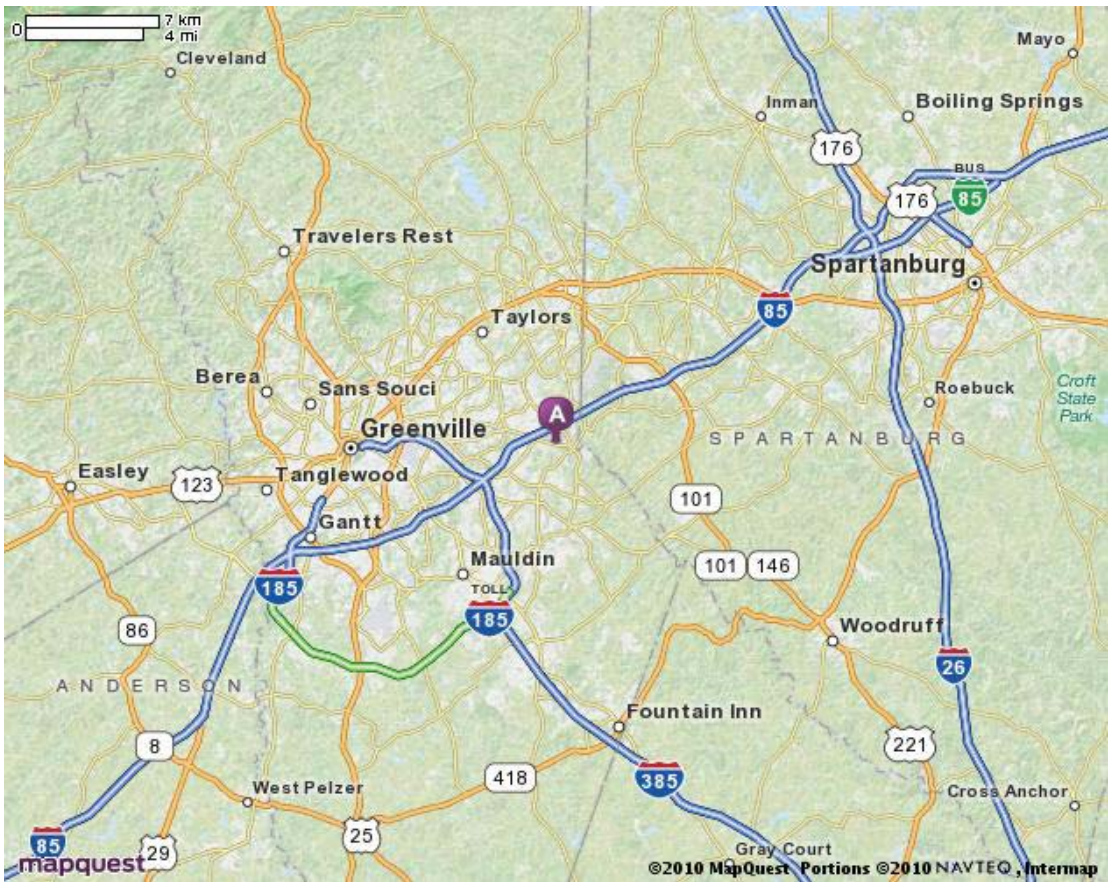 0
7 km
4 mi
Cleveland
Mayo
Inman
Boiling Springs
176
BUS
85
176
Travelers Rest
Spartanburg
85
Taylors
Berea
Sans Souci
Roebuck
Croft
State
Park
A
Greenville
SPARTANBURG
Easley
123
Tanglewood
101
Gantt
Mauldin
101
146
185
TOLL
185
86
Woodruff
26
ANDERSON
Fountain Inn
8
221
418
385
West Pelzer
Cross Anchor
85
29
25
Gray Court
mapquest
©2010 MapQuest Portions ©2010 NAVTEQ, Intermap